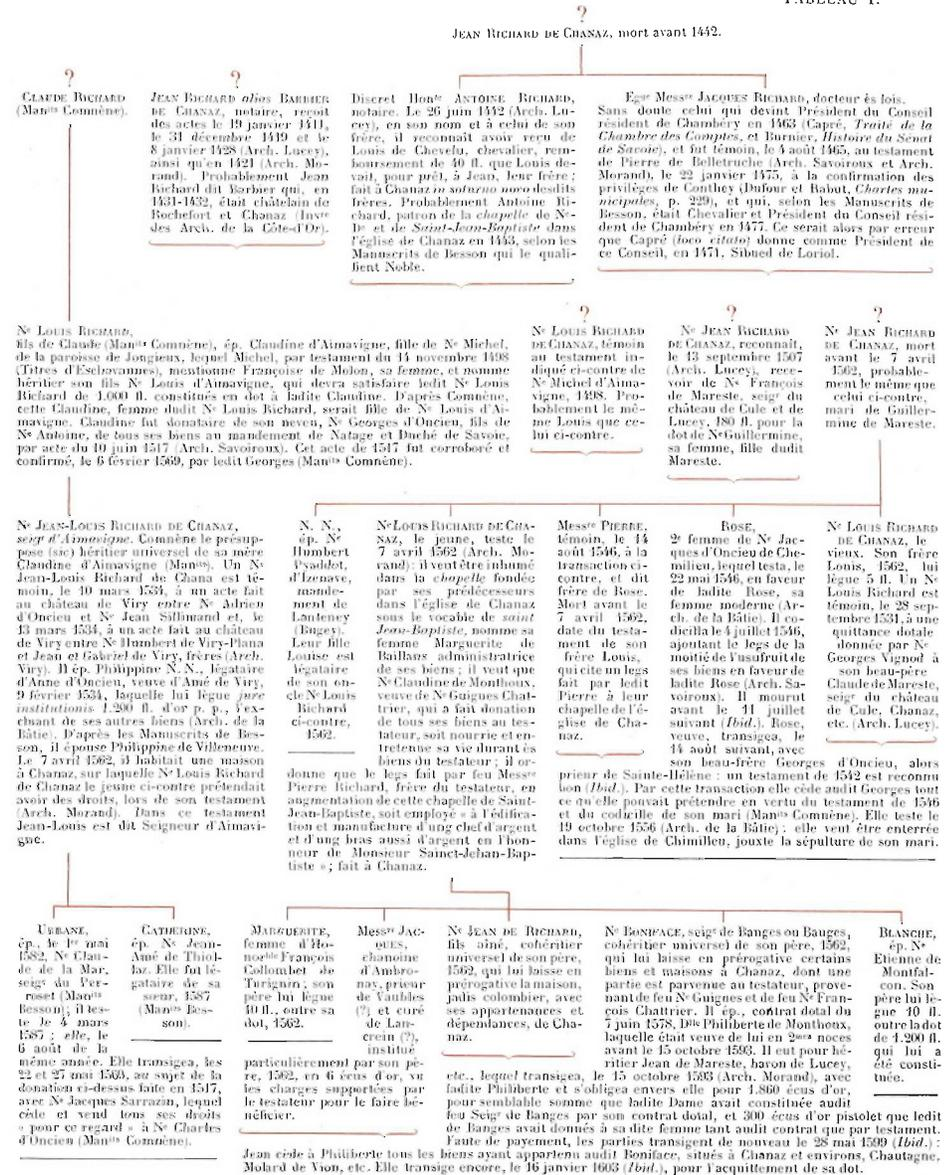 TABLEAU I.
?
JEAN RICHARD DE CHANAZ, mort avant 1442.
?
CLAUDE RICHARD
(Man^its Comnène).
?
JEAN RICHARD alias BARBIER
DE CHANAZ, notaire, reçoit
des actes le 19 janvier 1411,
le 31 décembre 1419 et le
8 janvier 1428 (Arch. Lucey),
ainsi qu'en 1421 (Arch. Mo-
rand). Probablement Jean
Richard dit Barbier qui, en
1431-1432, était châtelain de
Rochefort et Chanaz (Inv^re
des Arch. de la Côte-d'Or).
Discret Hon^te ANTOINE RICHARD,
notaire. Le 26 juin 1442 (Arch. Lu-
cey), en son nom et à celui de son
frère, il reconnaît avoir reçu de
Louis de Chevelu, chevalier, rem-
boursement de 40 fl. que Louis de-
vait, pour prêt, à Jean, leur frère ;
fait à Chanaz in soturno novo desdits
frères. Probablement Antoine Ri-
chard, patron de la chapelle de N^e-
D^e et de Saint-Jean-Baptiste dans
l'église de Chanaz en 1443, selon les
Manuscrits de Besson qui le quali-
fient Noble.
Egr^e Mess^re JACQUES RICHARD, docteur ès lois.
Sans doute celui qui devint Président du Conseil
résident de Chambéry en 1463 (Capré, Traité de la
Chambre des Comptes, et Burnier, Histoire du Sénat
de Savoie), et fut témoin, le 4 août 1465, au testament
de Pierre de Belletruche (Arch. Savoiroux et Arch.
Morand), le 22 janvier 1475, à la confirmation des
privilèges de Conthey (Dufour et Rabut, Chartes mu-
nicipales, p. 229), et qui, selon les Manuscrits de
Besson, était Chevalier et Président du Conseil rési-
dent de Chambéry en 1477. Ce serait alors par erreur
que Capré (loco citato) donne comme Président de
ce Conseil, en 1471, Sibued de Loriol.
N^e LOUIS RICHARD,
fils de Claude (Man^its Comnène), ép. Claudine d'Aimavigne, fille de N^e Michel,
de la paroisse de Jongieux, lequel Michel, par testament du 14 novembre 1498
(Titres d'Eschavannes), mentionne Françoise de Molon, sa femme, et nomme
héritier son fils N^e Louis d'Aimavigne, qui devra satisfaire ledit N^e Louis
Richard de 1.000 fl. constitués en dot à ladite Claudine. D'après Comnène,
cette Claudine, femme dudit N^e Louis Richard, serait fille de N^e Louis d'Ai-
mavigne. Claudine fut donataire de son neveu, N^e Georges d'Oncieu, fils de
N^e Antoine, de tous ses biens au mandement de Natage et Duché de Savoie,
par acte du 10 juin 1517 (Arch. Savoiroux). Cet acte de 1517 fut corroboré et
confirmé, le 6 février 1569, par ledit Georges (Man^its Comnène).
?
N^e LOUIS RICHARD
DE CHANAZ, témoin
au testament in-
diqué ci-contre de
N^e Michel d'Aima-
vigne, 1498. Pro-
bablement le mê-
me Louis que ce-
lui ci-contre.
?
N^e JEAN RICHARD
DE CHANAZ, reconnait,
le 13 septembre 1507
(Arch. Lucey), rece-
voir de N^e François
de Mareste, seig^r du
château de Cule et de
Lucey, 180 fl. pour la
dot de N^e Guillermine,
sa femme, fille dudit
Mareste.
?
N^e JEAN RICHARD
DE CHANAZ, mort
avant le 7 avril
1562, probable-
ment le même que
celui ci-contre,
mari de Guiller-
mine de Mareste.
N^e JEAN-LOUIS RICHARD DE CHANAZ,
seig^r d'Aimavigne. Comnène le présup-
pose (sic) héritier universel de sa mère
Claudine d'Aimavigne (Man^its). Un N^e
Jean-Louis Richard de Chana est té-
moin, le 10 mars 1534, à un acte fait
au château de Viry entre N^e Adrien
d'Oncieu et N^e Jean Sillimand et, le
13 mars 1534, à un acte fait au château
de Viry entre N^e Humbert de Viry-Plana
et Jean et Gabriel de Viry, frères (Arch.
Viry). Il ép. Philippine N. N., légataire
d'Anne d'Oncieu, veuve d'Amé de Viry,
9 février 1534, laquelle lui lègue jure
institutionis 1.200 fl. d'or p. p., l'ex-
cluant de ses autres biens (Arch. de la
Bâtie). D'après les Manuscrits de Bes-
son, il épouse Philippine de Villeneuve.
Le 7 avril 1562, il habitait une maison
à Chanaz, sur laquelle N^e Louis Richard
de Chanaz le jeune ci-contre prétendait
avoir des droits, lors de son testament
(Arch. Morand). Dans ce testament
Jean-Louis est dit Seigneur d'Aimavi-
gne.
N. N.,
ép. N^e
Humbert
Pvaddot,
d'Izenave,
mande-
ment de
Lanteney
(Bugey).
Leur fille
Louise est
légataire
de son on-
cle N^e Louis
Richard
ci-contre,
1562.
N^e LOUIS RICHARD DE CHA-
NAZ, le jeune, teste le
7 avril 1562 (Arch. Mo-
rand) : il veut être inhumé
dans la chapelle fondée
par ses prédécesseurs
dans l'église de Chanaz
sous le vocable de saint
Jean-Baptiste, nomme sa
femme Marguerite de
Baillans administratrice
de ses biens ; il veut que
N^e Claudine de Monthoux,
veuve de N^e Guigues Chat-
trier, qui a fait donation
de tous ses biens au tes-
tateur, soit nourrie et en-
tretenue sa vie durant ès
biens du testateur ; il or-
donne que le legs fait par feu Mess^re
Pierre Richard, frère du testateur, en
augmentation de cette chapelle de Saint-
Jean-Baptiste, soit employé « à l'édifica-
tion et manufacture d'ung chef d'argent
et d'ung bras aussi d'argent en l'hon-
neur de Monsieur Sainct-Jehan-Bap-
tiste » ; fait à Chanaz.
Mess^re PIERRE,
témoin, le 14
août 1546, à la
transaction ci-
contre, et dit
frère de Rose.
Mort avant le
7 avril 1562,
date du testa-
ment de son
frère Louis,
qui cite un legs
fait par ledit
Pierre à leur
chapelle de l'é-
glise de Cha-
naz.
ROSE,
2^e femme de N^e Jac-
ques d'Oncieu de Che-
milieu, lequel testa, le
22 mai 1546, en faveur
de ladite Rose, sa
femme moderne (Ar-
ch. de la Bâtie). Il co-
dicilla le 4 juillet 1546,
ajoutant le legs de la
moitié de l'usufruit de
ses biens en faveur de
ladite Rose (Arch. Sa-
voiroux). Il mourut
avant le 11 juillet
suivant (Ibid.). Rose,
veuve, transigea, le
14 août suivant, avec
son beau-frère Georges d'Oncieu, alors
prieur de Sainte-Hélène : un testament de 1542 est reconnu
bon (Ibid.). Par cette transaction elle cède audit Georges tout
ce qu'elle pouvait prétendre en vertu du testament de 1546
et du codicille de son mari (Man^its Comnène). Elle teste le
19 octobre 1556 (Arch. de la Bâtie) : elle veut être enterrée
dans l'église de Chimilieu, jouxte la sépulture de son mari.
N^e LOUIS RICHARD
DE CHANAZ, le
vieux. Son frère
Louis, 1562, lui
lègue 5 fl. Un N^e
Louis Richard est
témoin, le 28 sep-
tembre 1531, à une
quittance dotale
donnée par N^e
Georges Vignod à
son beau-père
Claude de Mareste,
seig^r du château
de Cule, Chanaz,
etc. (Arch. Lucey).
URBANE,
ép., le 1^er mai
1582, N^e Clau-
de de la Mar,
seig^r du Ver-
roset (Man^its
Besson) ; il tes-
te le 4 mars
1587 ; elle, le
6 août de la
même année. Elle transigea, les
22 et 27 mai 1569, au sujet de la
donation ci-dessus faite en 1517,
avec N^e Jacques Sarrazin, lequel
cède et vend tous ses droits
« pour ce regard » à N^e Charles
d'Oncieu (Man^its Comnène).
CATHERINE,
ép. N^e Jean-
Amé de Thiol-
laz. Elle fut lé-
gataire de sa
sœur, 1587
(Man^its Bes-
son).
MARGUERITE,
femme d'Ho-
norable François
Collombet de
Turignin ; son
père lui lègue
10 fl., outre sa
dot, 1562.
Mess^re JAC-
QUES,
chanoine
d'Ambro-
nay, prieur
de Vaubles
(?) et curé
de Lan-
crein (?),
institué
particulièrement par son pè-
re, 1562, en 6 écus d'or, vu
les charges supportées par
le testateur pour le faire bé-
néficier.
N^e JEAN DE RICHARD,
fils aîné, cohéritier
universel de son père,
1562, qui lui laisse en
prérogative la maison,
jadis colombier, avec
ses appartenances et
dépendances, de Cha-
naz.
N^e BONIFACE, seig^r de Banges ou Bauges,
cohéritier universel de son père, 1562,
qui lui laisse en prérogative certains
biens et maisons à Chanaz, dont une
partie est parvenue au testateur, prove-
nant de feu N^e Guignes et de feu N^e Fran-
çois Chattrier. Il ép., contrat dotal du
7 juin 1578, D^lle Philiberte de Monthoux,
laquelle était veuve de lui en 2^mes noces
avant le 15 octobre 1593. Il eut pour hé-
ritier Jean de Mareste, baron de Lucey,
etc., lequel transigea, le 15 octobre 1593 (Arch. Morand), avec
ladite Philiberte et s'obligea envers elle pour 1.860 écus d'or,
pour semblable somme que ladite Dame avait constituée audit
feu Seig^r de Banges par son contrat dotal, et 300 écus d'or pistolet que ledit
de Banges avait donnés à sa dite femme tant audit contrat que par testament.
Faute de payement, les parties transigent de nouveau le 28 mai 1599 (Ibid.) :
Jean cède à Philiberte tous les biens ayant appartenu audit Boniface, situés à Chanaz et environs, Chautagne,
Molard de Vion, etc. Elle transige encore, le 16 janvier 1603 (Ibid.), pour l'acquittement de sa dot.
BLANCHE,
ép. N^e
Etienne de
Montfal-
con. Son
père lui lè-
gue 10 fl.
outre la dot
de 1.200 fl.
qui lui a
été consti-
tuée.